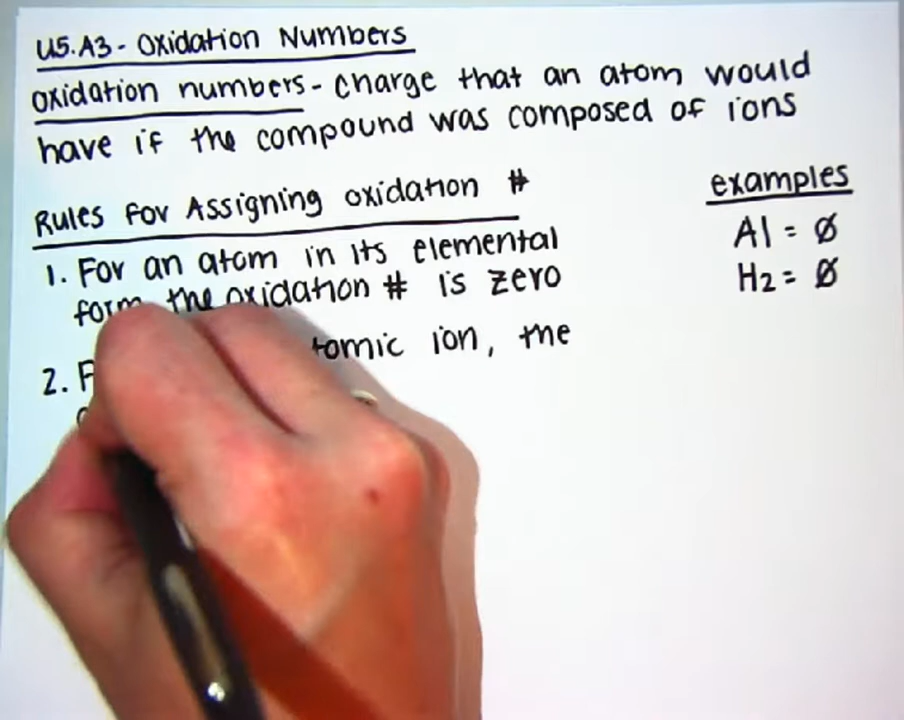 U5.A3 - Oxidation Numbers
oxidation numbers - charge that an atom would
have if the compound was composed of ions
Rules for Assigning oxidation #
examples
1. For an atom in its elemental
form the oxidation # is zero
Al = Ø
H2 = Ø
2. F tomic ion, the